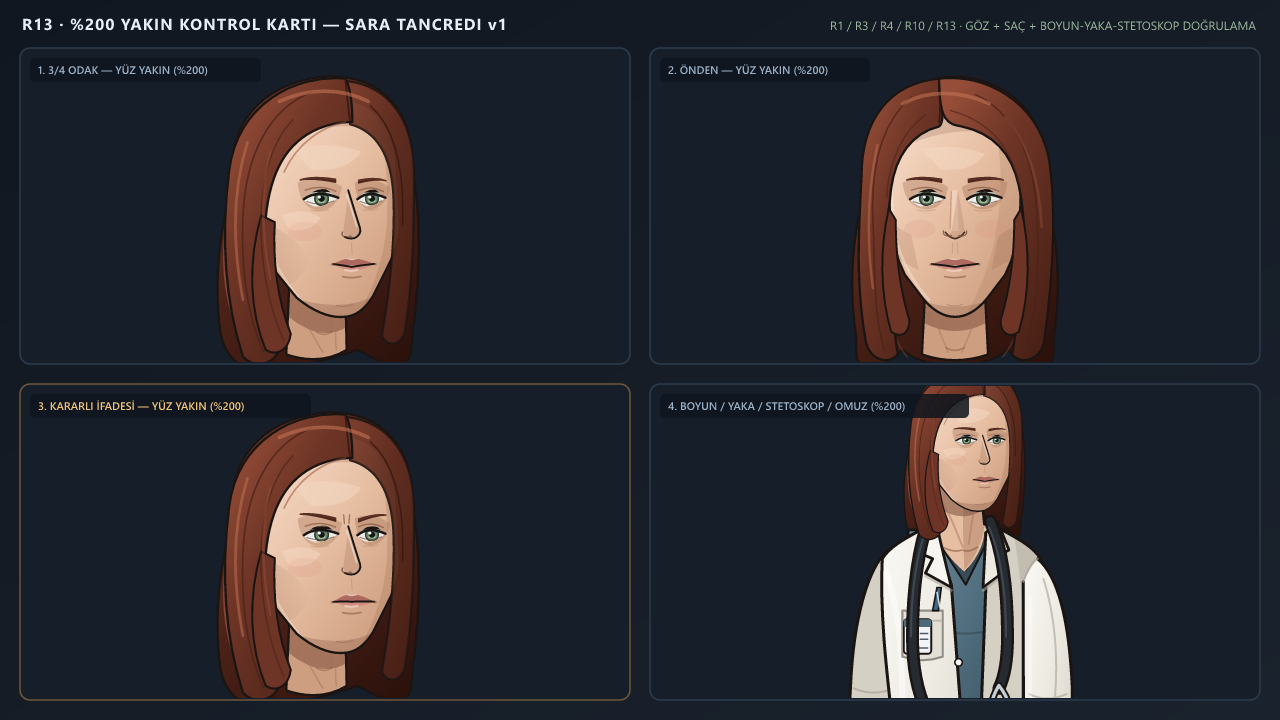 R13 · %200 YAKIN KONTROL KARTI — SARA TANCREDI v1
R1 / R3 / R4 / R10 / R13 · GÖZ + SAÇ + BOYUN-YAKA-STETOSKOP DOĞRULAMA
1. 3/4 ODAK — YÜZ YAKIN (%200)
2. ÖNDEN — YÜZ YAKIN (%200)
3. KARARLI İFADESİ — YÜZ YAKIN (%200)
4. BOYUN / YAKA / STETOSKOP / OMUZ (%200)